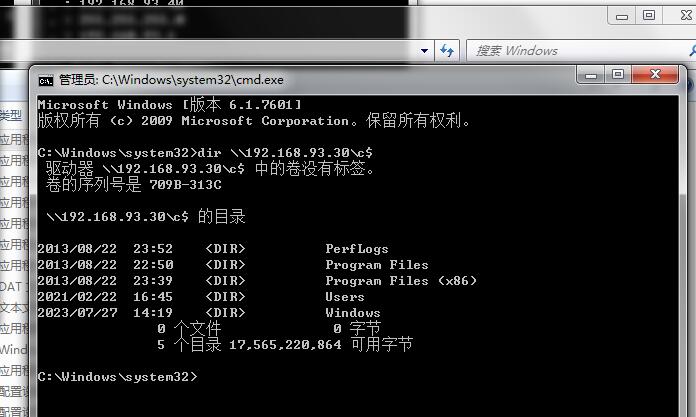 : 192.168.93.40
搜索 Windows
管理员: C:\Windows\system32\cmd.exe
Microsoft Windows [版本 6.1.7601]
版权所有 (c) 2009 Microsoft Corporation。保留所有权利。
C:\Windows\system32>dir \\192.168.93.30\c$
驱动器 \\192.168.93.30\c$ 中的卷没有标签。
卷的序列号是 709B-313C
\\192.168.93.30\c$ 的目录
2013/08/22  23:52    <DIR>          PerfLogs
2013/08/22  22:50    <DIR>          Program Files
2013/08/22  23:39    <DIR>          Program Files (x86)
2021/02/22  16:45    <DIR>          Users
2023/07/27  14:19    <DIR>          Windows
0 个文件              0 字节
5 个目录 17,565,220,864 可用字节
C:\Windows\system32>
类型
应用程
应用程
应用程
应用程
应用程
应用程
DAT
文本文
应用程
Wind
应用程
配置设
配置设